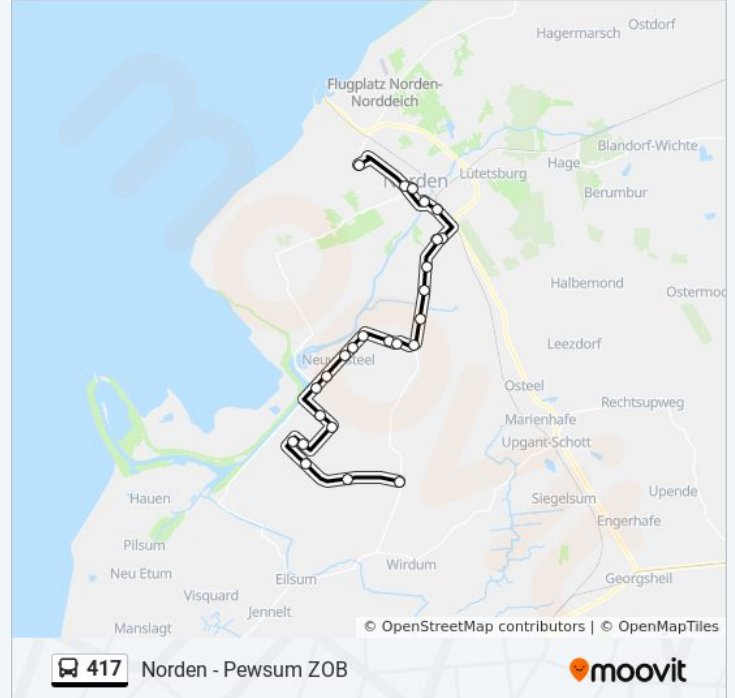 Ostdorf
Hagermarsch
Flugplatz Norden-
Norddeich
Blandorf-Wichte
Hage
Norden
Lütetsburg
Berumbur
Halbemond
Ostermoo
Leezdorf
Osteel
Rechtsupweg
Marienhafe
Upgant-Schott
Hauen
Siegelsum
Upende
Engerhafe
Pilsum
Wirdum
Neu Etum
Eilsum
Georgsheil
Visquard
Jennelt
Manslagt
© OpenStreetMap contributors | © OpenMapTiles
417 Norden - Pewsum ZOB
moovit